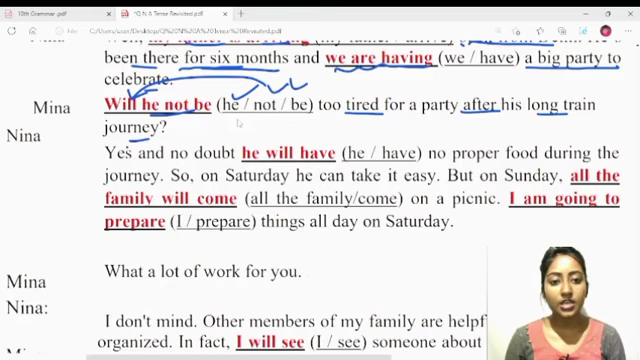 10th Grammar .pdf
*Q N A Tense Revisited.pdf
been there for six months and we are having (we / have) a big party to
celebrate.
Mina Will he not be (he / not / be) too tired for a party after his long train
Nina journey?
Yes and no doubt he will have (he / have) no proper food during the
journey. So, on Saturday he can take it easy. But on Sunday, all the
family will come (all the family/come) on a picnic. I am going to
prepare (I / prepare) things all day on Saturday.
Mina What a lot of work for you.
Nina:
I don't mind. Other members of my family are helpf
organized. In fact, I will see (I / see) someone about